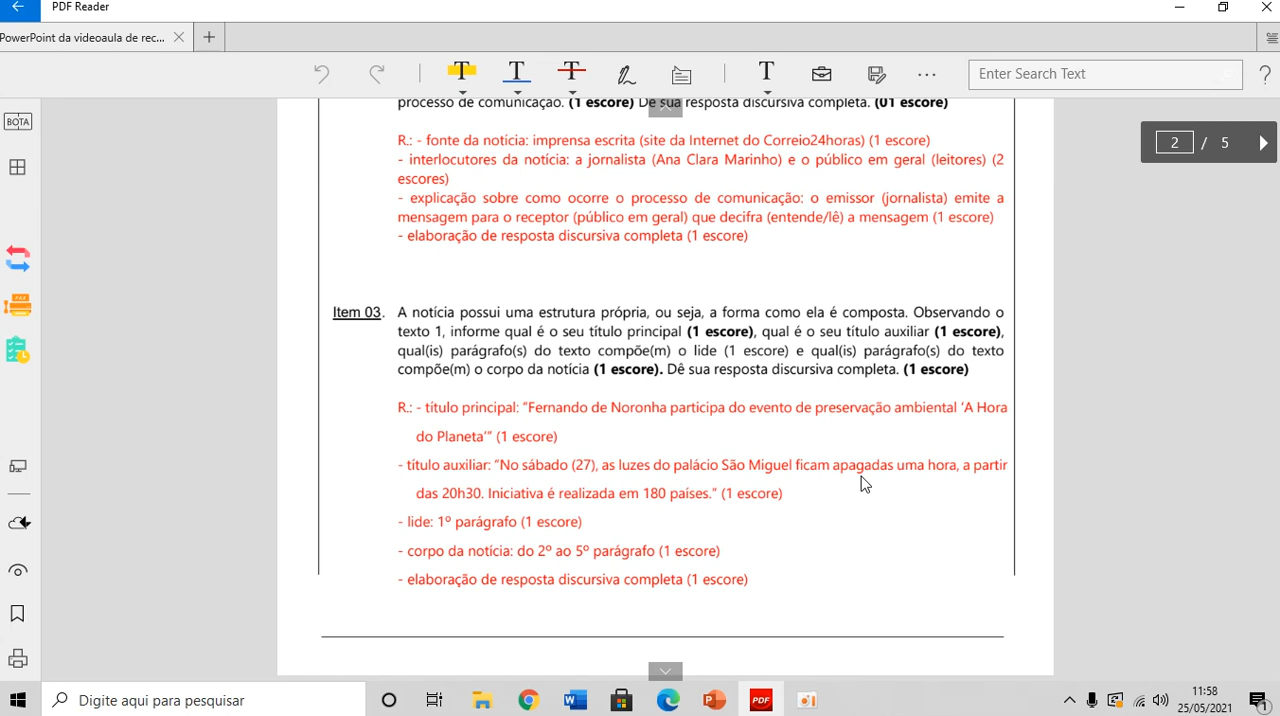 PDF Reader
PowerPoint da videoaula de rec...
Enter Search Text
BOTA
2 / 5
processo de comunicação. (1 escore) Dê sua resposta discursiva completa. (01 escore)
R.: - fonte da notícia: imprensa escrita (site da Internet do Correio24horas) (1 escore)
- interlocutores da notícia: a jornalista (Ana Clara Marinho) e o público em geral (leitores) (2
escores)
- explicação sobre como ocorre o processo de comunicação: o emissor (jornalista) emite a
mensagem para o receptor (público em geral) que decifra (entende/lê) a mensagem (1 escore)
- elaboração de resposta discursiva completa (1 escore)
Item 03. A notícia possui uma estrutura própria, ou seja, a forma como ela é composta. Observando o
texto 1, informe qual é o seu título principal (1 escore), qual é o seu título auxiliar (1 escore),
qual(is) parágrafo(s) do texto compõe(m) o lide (1 escore) e qual(is) parágrafo(s) do texto
compõe(m) o corpo da notícia (1 escore). Dê sua resposta discursiva completa. (1 escore)
R.: - título principal: “Fernando de Noronha participa do evento de preservação ambiental ‘A Hora
do Planeta’” (1 escore)
- título auxiliar: “No sábado (27), as luzes do palácio São Miguel ficam apagadas uma hora, a partir
das 20h30. Iniciativa é realizada em 180 países.” (1 escore)
- lide: 1º parágrafo (1 escore)
- corpo da notícia: do 2º ao 5º parágrafo (1 escore)
- elaboração de resposta discursiva completa (1 escore)
Digite aqui para pesquisar
PDF
11:58
25/05/2021